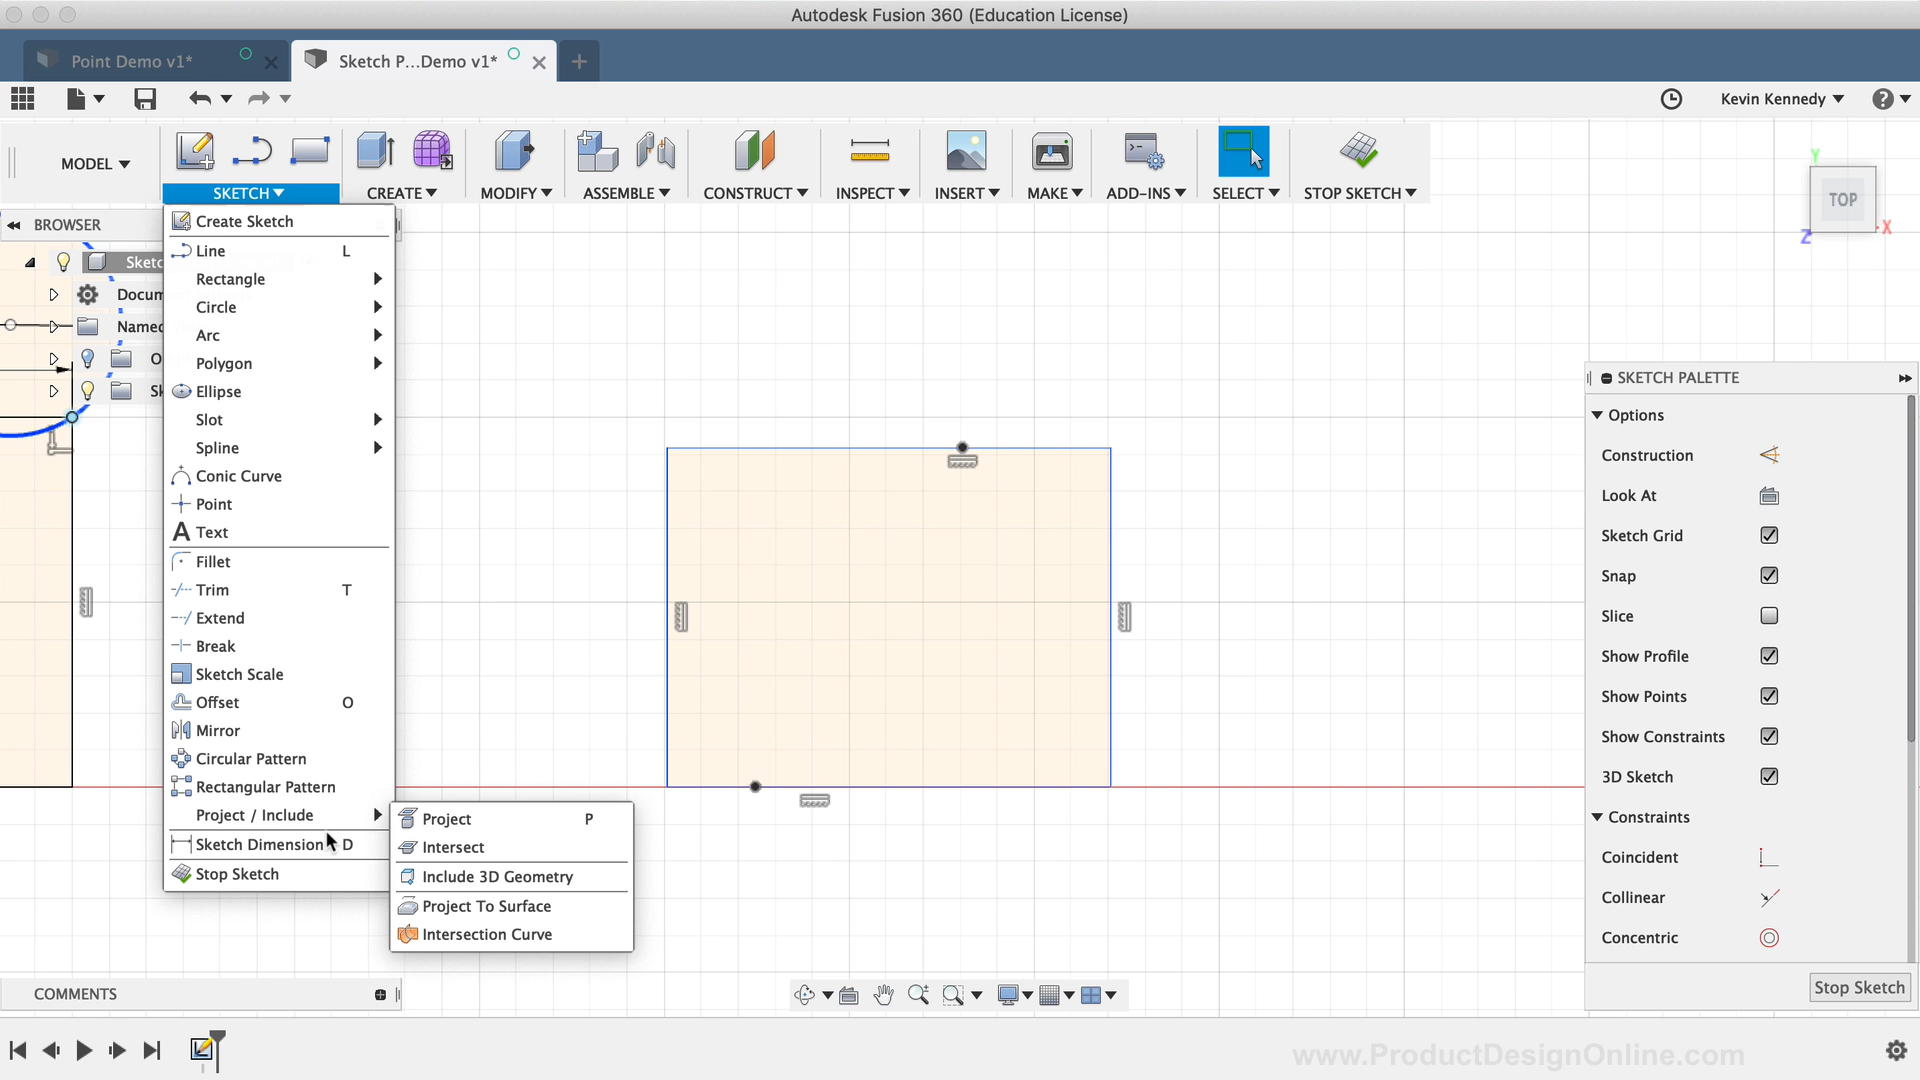 Autodesk Fusion 360 (Education License)
Point Demo v1*
Sketch P...Demo v1*
Kevin Kennedy
MODEL
SKETCH
CREATE
MODIFY
ASSEMBLE
CONSTRUCT
INSPECT
INSERT
MAKE
ADD-INS
SELECT
STOP SKETCH
BROWSER
Sketc
Docum
Named
O
Sk
Create Sketch
Line L
Rectangle
Circle
Arc
Polygon
Ellipse
Slot
Spline
Conic Curve
Point
A Text
Fillet
Trim T
Extend
Break
Sketch Scale
Offset O
Mirror
Circular Pattern
Rectangular Pattern
Project / Include
Sketch Dimension D
Stop Sketch
Project P
Intersect
Include 3D Geometry
Project To Surface
Intersection Curve
Y
TOP
X
Z
SKETCH PALETTE
Options
Construction
Look At
Sketch Grid
Snap
Slice
Show Profile
Show Points
Show Constraints
3D Sketch
Constraints
Coincident
Collinear
Concentric
Stop Sketch
COMMENTS
www.ProductDesignOnline.com